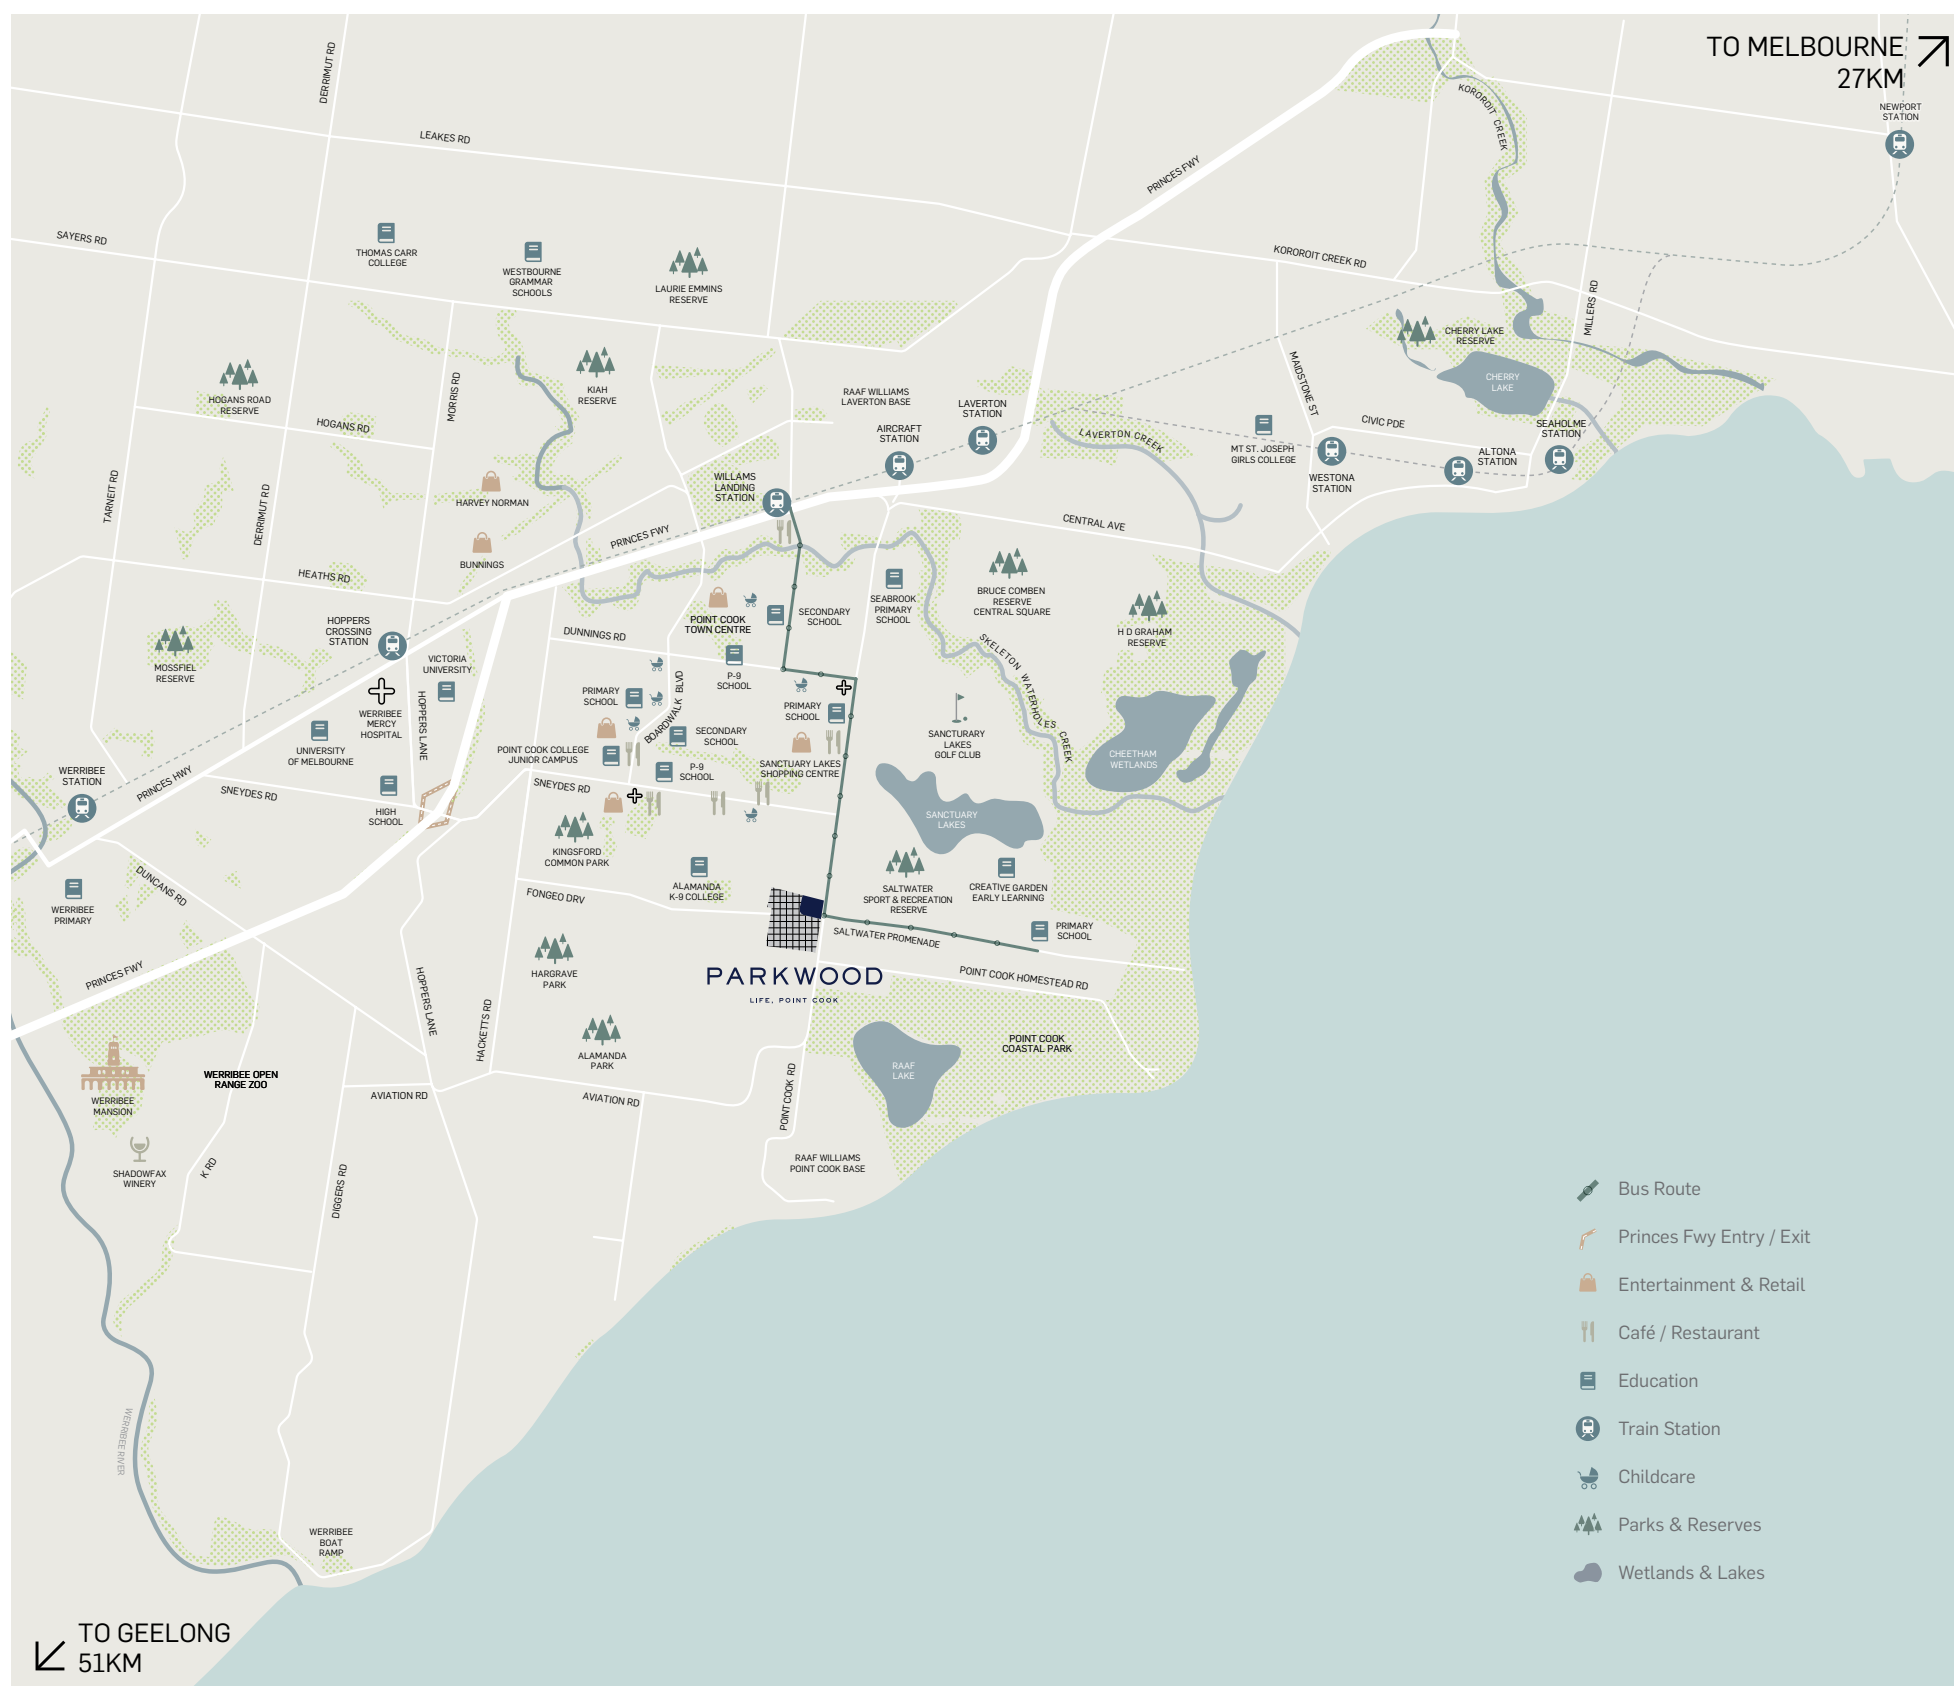 TO MELBOURNE
27KM
NEWPORT
STATION
DERRIMUT RD
LEAKES RD
PRINCES FWY
KOROROIT CREEK
SAYERS RD
THOMAS CARR
COLLEGE
WESTBOURNE
GRAMMAR
SCHOOLS
LAURIE EMMINS
RESERVE
KOROROIT CREEK RD
MILLERS RD
CHERRY LAKE
RESERVE
CHERRY
LAKE
MAIDSTONE ST
HOGANS ROAD
RESERVE
HOGANS RD
MORRIS RD
KIAH
RESERVE
RAAF WILLIAMS
LAVERTON BASE
LAVERTON
STATION
AIRCRAFT
STATION
LAVERTON CREEK
MT ST. JOSEPH
GIRLS COLLEGE
CIVIC PDE
WESTONA
STATION
ALTONA
STATION
SEAHOLME
STATION
TARNEIT RD
DERRIMUT RD
HARVEY NORMAN
BUNNINGS
WILLAMS
LANDING
STATION
PRINCES FWY
CENTRAL AVE
HEATHS RD
HOPPERS
CROSSING
STATION
MOSSFIEL
RESERVE
VICTORIA
UNIVERSITY
WERRIBEE
MERCY
HOSPITAL
HOPPERS LANE
UNIVERSITY
OF MELBOURNE
HIGH
SCHOOL
DUNNINGS RD
POINT COOK
TOWN CENTRE
SECONDARY
SCHOOL
SEABROOK
PRIMARY
SCHOOL
BRUCE COMBEN
RESERVE
CENTRAL SQUARE
H D GRAHAM
RESERVE
SKELETON WATERHOLES CREEK
P-9
SCHOOL
PRIMARY
SCHOOL
BOARDWALK BLVD
SECONDARY
SCHOOL
PRIMARY
SCHOOL
POINT COOK COLLEGE
JUNIOR CAMPUS
P-9
SCHOOL
SANCTUARY LAKES
SHOPPING CENTRE
SANCTURARY
LAKES
GOLF CLUB
CHEETHAM
WETLANDS
WERRIBEE
STATION
PRINCES HWY
SNEYDES RD
SNEYDES RD
SANCTUARY
LAKES
KINGSFORD
COMMON PARK
DUNCANS RD
WERRIBEE
PRIMARY
FONGEO DRV
ALAMANDA
K-9 COLLEGE
SALTWATER
SPORT & RECREATION
RESERVE
CREATIVE GARDEN
EARLY LEARNING
PRIMARY
SCHOOL
SALTWATER PROMENADE
PARKWOOD
LIFE, POINT COOK
POINT COOK HOMESTEAD RD
HARGRAVE
PARK
PRINCES FWY
HOPPERS LANE
HACKETTS RD
ALAMANDA
PARK
POINT COOK
COASTAL PARK
RAAF
LAKE
WERRIBEE OPEN
RANGE ZOO
WERRIBEE
MANSION
AVIATION RD
AVIATION RD
POINT COOK RD
SHADOWFAX
WINERY
K RD
DIGGERS RD
RAAF WILLIAMS
POINT COOK BASE
WERRIBEE RIVER
WERRIBEE
BOAT
RAMP
Bus Route
Princes Fwy Entry / Exit
Entertainment & Retail
Café / Restaurant
Education
Train Station
Childcare
Parks & Reserves
Wetlands & Lakes
TO GEELONG
51KM